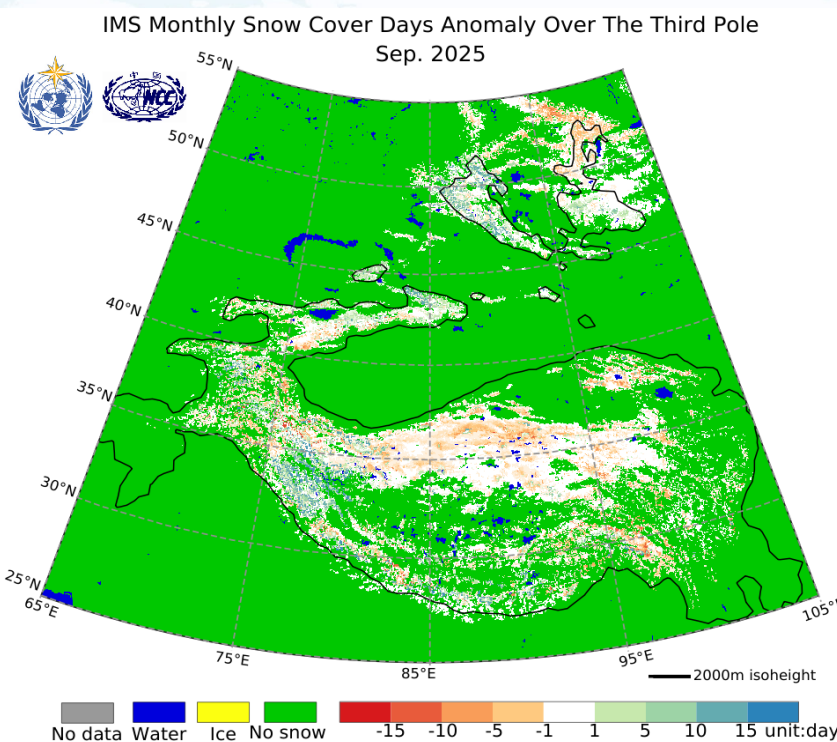 IMS Monthly Snow Cover Days Anomaly Over The Third Pole
Sep. 2025
55°N
50°N
45°N
40°N
35°N
30°N
25°N
65°E
75°E
85°E
95°E
105°
NCC
2000m isoheight
No data Water Ice No snow
-15 -10 -5 -1 1 5 10 15 unit:day